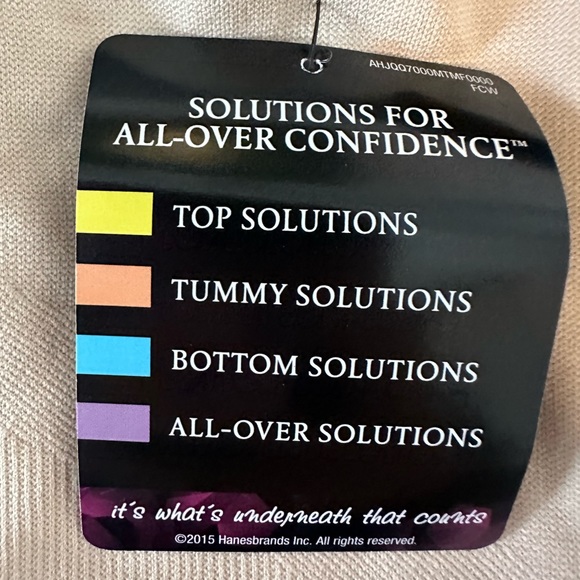 AHJQQ7000MTMF0000
FCW
SOLUTIONS FOR
ALL-OVER CONFIDENCE™
TOP SOLUTIONS
TUMMY SOLUTIONS
BOTTOM SOLUTIONS
ALL-OVER SOLUTIONS
it's what's underneath that counts
©2015 Hanesbrands Inc. All rights reserved.